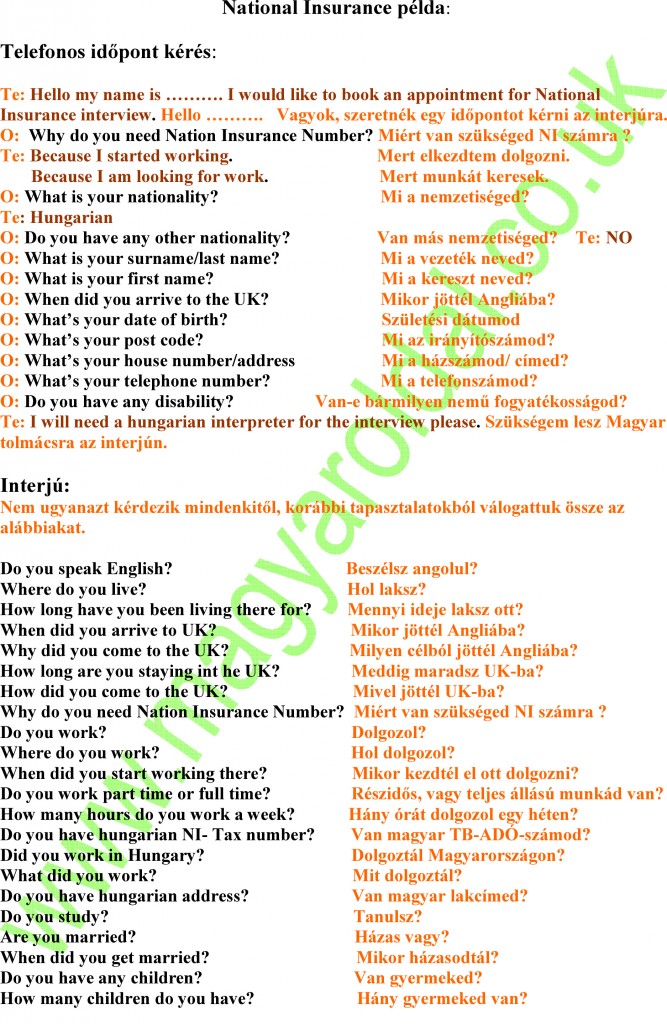 National Insurance példa:
Telefonos időpont kérés:
Te: Hello my name is ………. I would like to book an appointment for National
Insurance interview. Hello ………. Vagyok, szeretnék egy időpontot kérni az interjúra.
O: Why do you need Nation Insurance Number? Miért van szükséged NI számra ?
Te: Because I started working. Mert elkezdtem dolgozni.
Because I am looking for work. Mert munkát keresek.
O: What is your nationality? Mi a nemzetiséged?
Te: Hungarian
O: Do you have any other nationality? Van más nemzetiséged? Te: NO
O: What is your surname/last name? Mi a vezeték neved?
O: What is your first name? Mi a kereszt neved?
O: When did you arrive to the UK? Mikor jöttél Angliába?
O: What’s your date of birth? Születési dátumod
O: What’s your post code? Mi az irányítószámod?
O: What’s your house number/address Mi a házszámod/ címed?
O: What’s your telephone number? Mi a telefonszámod?
O: Do you have any disability? Van-e bármilyen nemű fogyatékosságod?
Te: I will need a hungarian interpreter for the interview please. Szükségem lesz Magyar
tolmácsra az interjún.
Interjú:
Nem ugyanazt kérdezik mindenkitől, korábbi tapasztalatokból válogattuk össze az
alábbiakat.
Do you speak English? Beszélsz angolul?
Where do you live? Hol laksz?
How long have you been living there for? Mennyi ideje laksz ott?
When did you arrive to UK? Mikor jöttél Angliába?
Why did you come to the UK? Milyen célból jöttél Angliába?
How long are you staying int he UK? Meddig maradsz UK-ba?
How did you come to the UK? Mivel jöttél UK-ba?
Why do you need Nation Insurance Number? Miért van szükséged NI számra ?
Do you work? Dolgozol?
Where do you work? Hol dolgozol?
When did you start working there? Mikor kezdtél el ott dolgozni?
Do you work part time or full time? Részidős, vagy teljes állású munkád van?
How many hours do you work a week? Hány órát dolgozol egy héten?
Do you have hungarian NI- Tax number? Van magyar TB-ADÓ-számod?
Did you work in Hungary? Dolgoztál Magyarországon?
What did you work? Mit dolgoztál?
Do you have hungarian address? Van magyar lakcímed?
Do you study? Tanulsz?
Are you married? Házas vagy?
When did you get married? Mikor házasodtál?
Do you have any children? Van gyermeked?
How many children do you have? Hány gyermeked van?
www.magyaroldal.co.uk